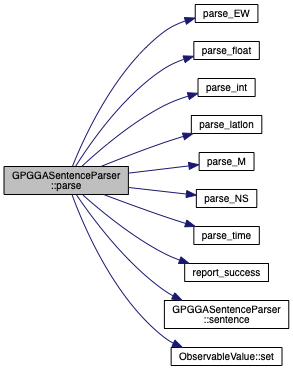 parse_EW
parse_float
parse_int
parse_latlon
GPGGASentenceParser
::parse
parse_M
parse_NS
parse_time
report_success
GPGGASentenceParser
::sentence
ObservableValue::set